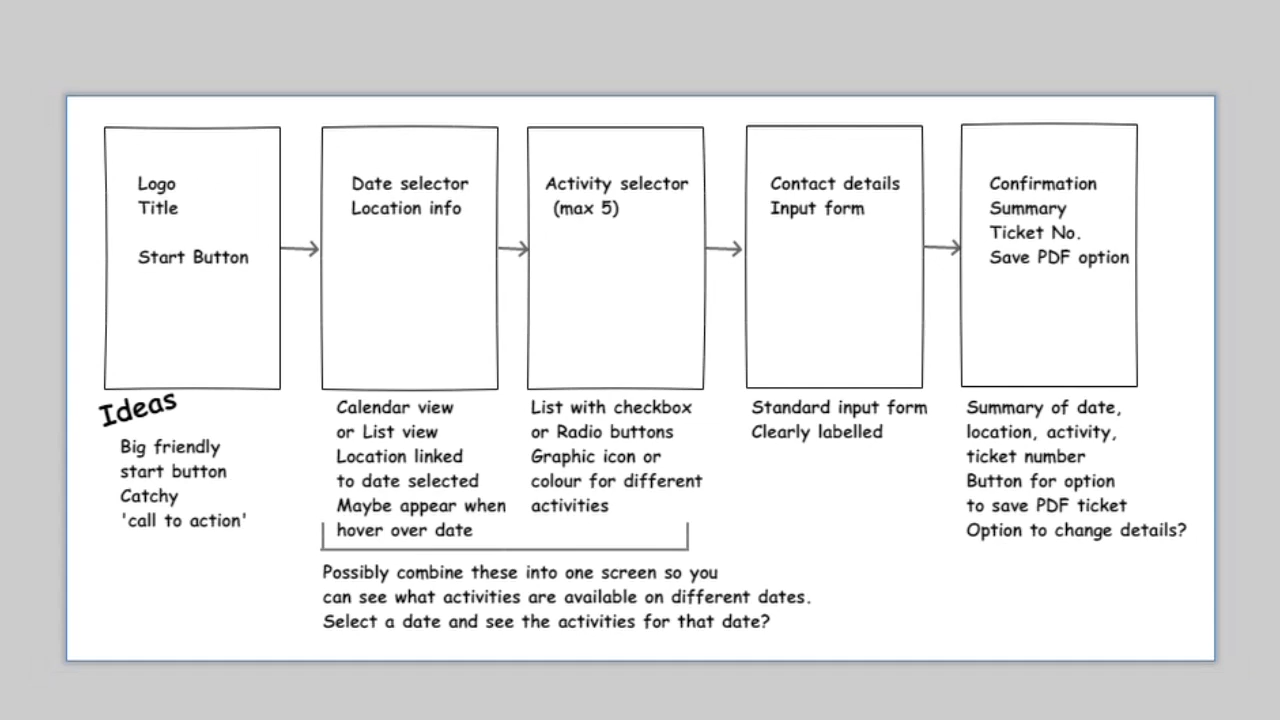 Logo
Title
Start Button
Date selector
Location info
Activity selector
(max 5)
Contact details
Input form
Confirmation
Summary
Ticket No.
Save PDF option
Ideas
Big friendly
start button
Catchy
'call to action'
Calendar view
or List view
Location linked
to date selected
Maybe appear when
hover over date
List with checkbox
or Radio buttons
Graphic icon or
colour for different
activities
Possibly combine these into one screen so you
can see what activities are available on different dates.
Select a date and see the activities for that date?
Standard input form
Clearly labelled
Summary of date,
location, activity,
ticket number
Button for option
to save PDF ticket
Option to change details?